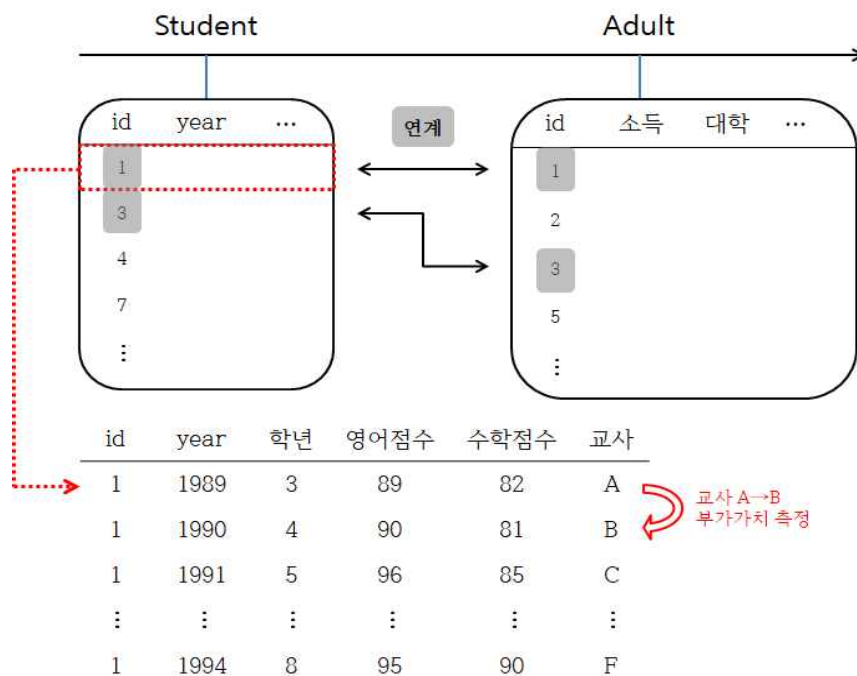 Student Adult
id year ⋯ 연계 id 소득 대학 ⋯
1 1
3 2
4 3
7 5
⋮ ⋮
id year 학년 영어점수 수학점수 교사
1 1989 3 89 82 A
교사 A→B
부가가치 측정
1 1990 4 90 81 B
1 1991 5 96 85 C
⋮ ⋮ ⋮ ⋮ ⋮ ⋮
1 1994 8 95 90 F